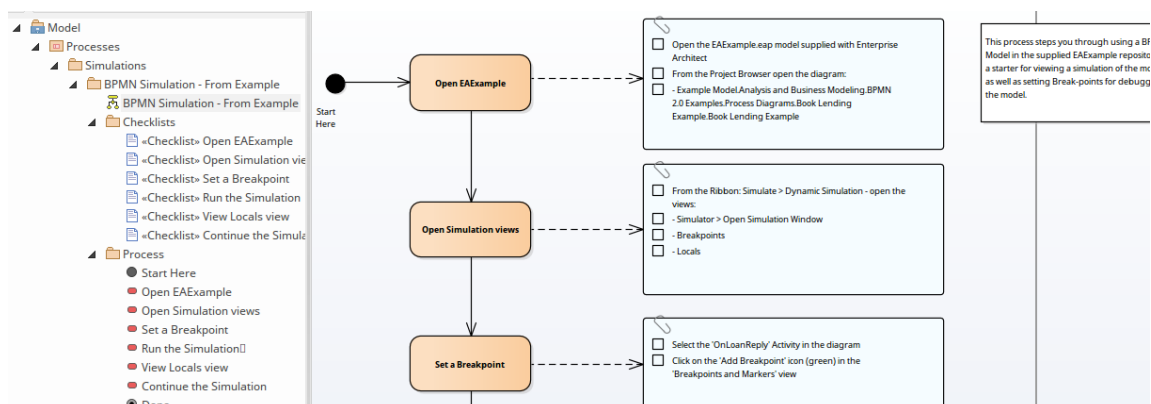 Model
Processes
Simulations
BPMN Simulation - From Example
BPMN Simulation - From Example
Checklists
«Checklist» Open EAExample
«Checklist» Open Simulation vie
«Checklist» Set a Breakpoint
«Checklist» Run the Simulation
«Checklist» View Locals view
«Checklist» Continue the Simula
Process
Start Here
Open EAExample
Open Simulation views
Set a Breakpoint
Run the Simulation
View Locals view
Continue the Simulation
Start
Here
Open EAExample
Open the EAExample.eap model supplied with Enterprise
Architect
From the Project Browser open the diagram:
- Example Model.Analysis and Business Modeling.BPMN
2.0 Examples.Process Diagrams.Book Lending
Example.Book Lending Example
This process steps you through using a BP
Model in the supplied EAExample reposito
a starter for viewing a simulation of the mo
as well as setting Break-points for debugg
the model.
Open Simulation views
From the Ribbon: Simulate > Dynamic Simulation - open the
views:
- Simulator > Open Simulation Window
- Breakpoints
- Locals
Set a Breakpoint
Select the 'OnLoanReply' Activity in the diagram
Click on the 'Add Breakpoint' icon (green) in the
'Breakpoints and Markers' view